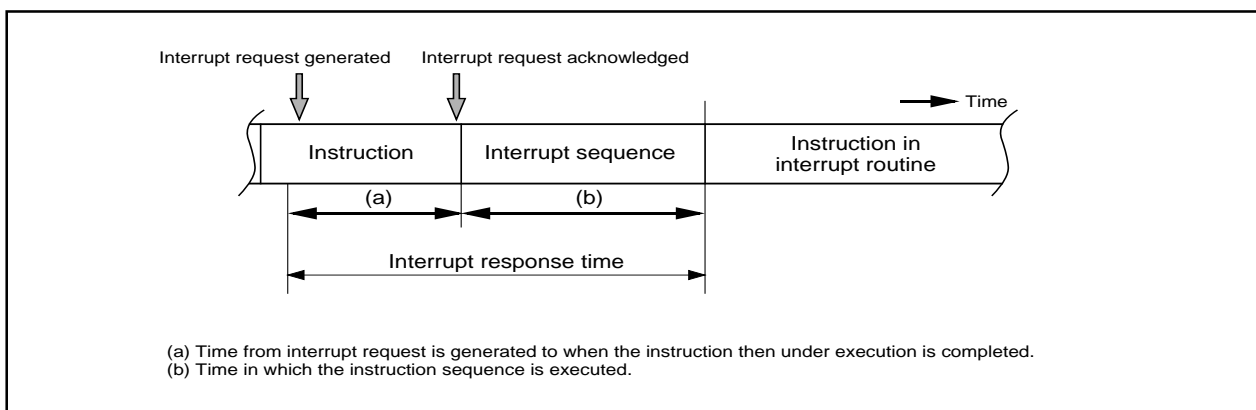 Interrupt request generated
Interrupt request acknowledged
Time
Instruction
Interrupt sequence
Instruction in
interrupt routine
(a)
(b)
Interrupt response time
(a) Time from interrupt request is generated to when the instruction then under execution is completed.
(b) Time in which the instruction sequence is executed.